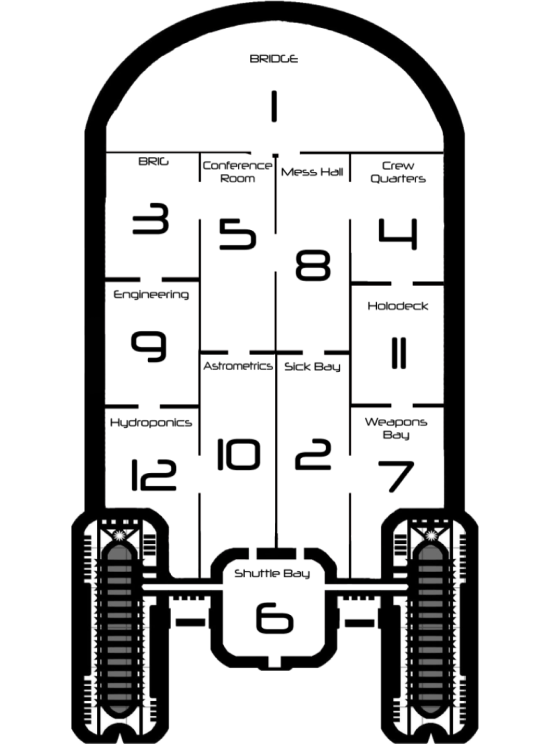 BRIDGE
1
BRIG
Conference
Room
Mess Hall
Crew
Quarters
3
5
8
4
Engineering
Holodeck
9
11
Astrometrics
Sick Bay
Hydroponics
Weapons
Bay
12
10
2
7
Shuttle Bay
6